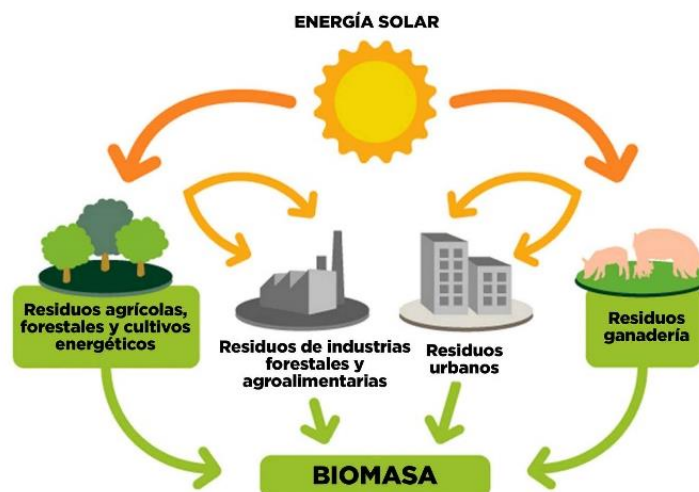 ENERGÍA SOLAR
Residuos agrícolas,
forestales y cultivos
energéticos
Residuos de industrias
forestales y
agroalimentarias
Residuos
urbanos
Residuos
ganadería
BIOMASA